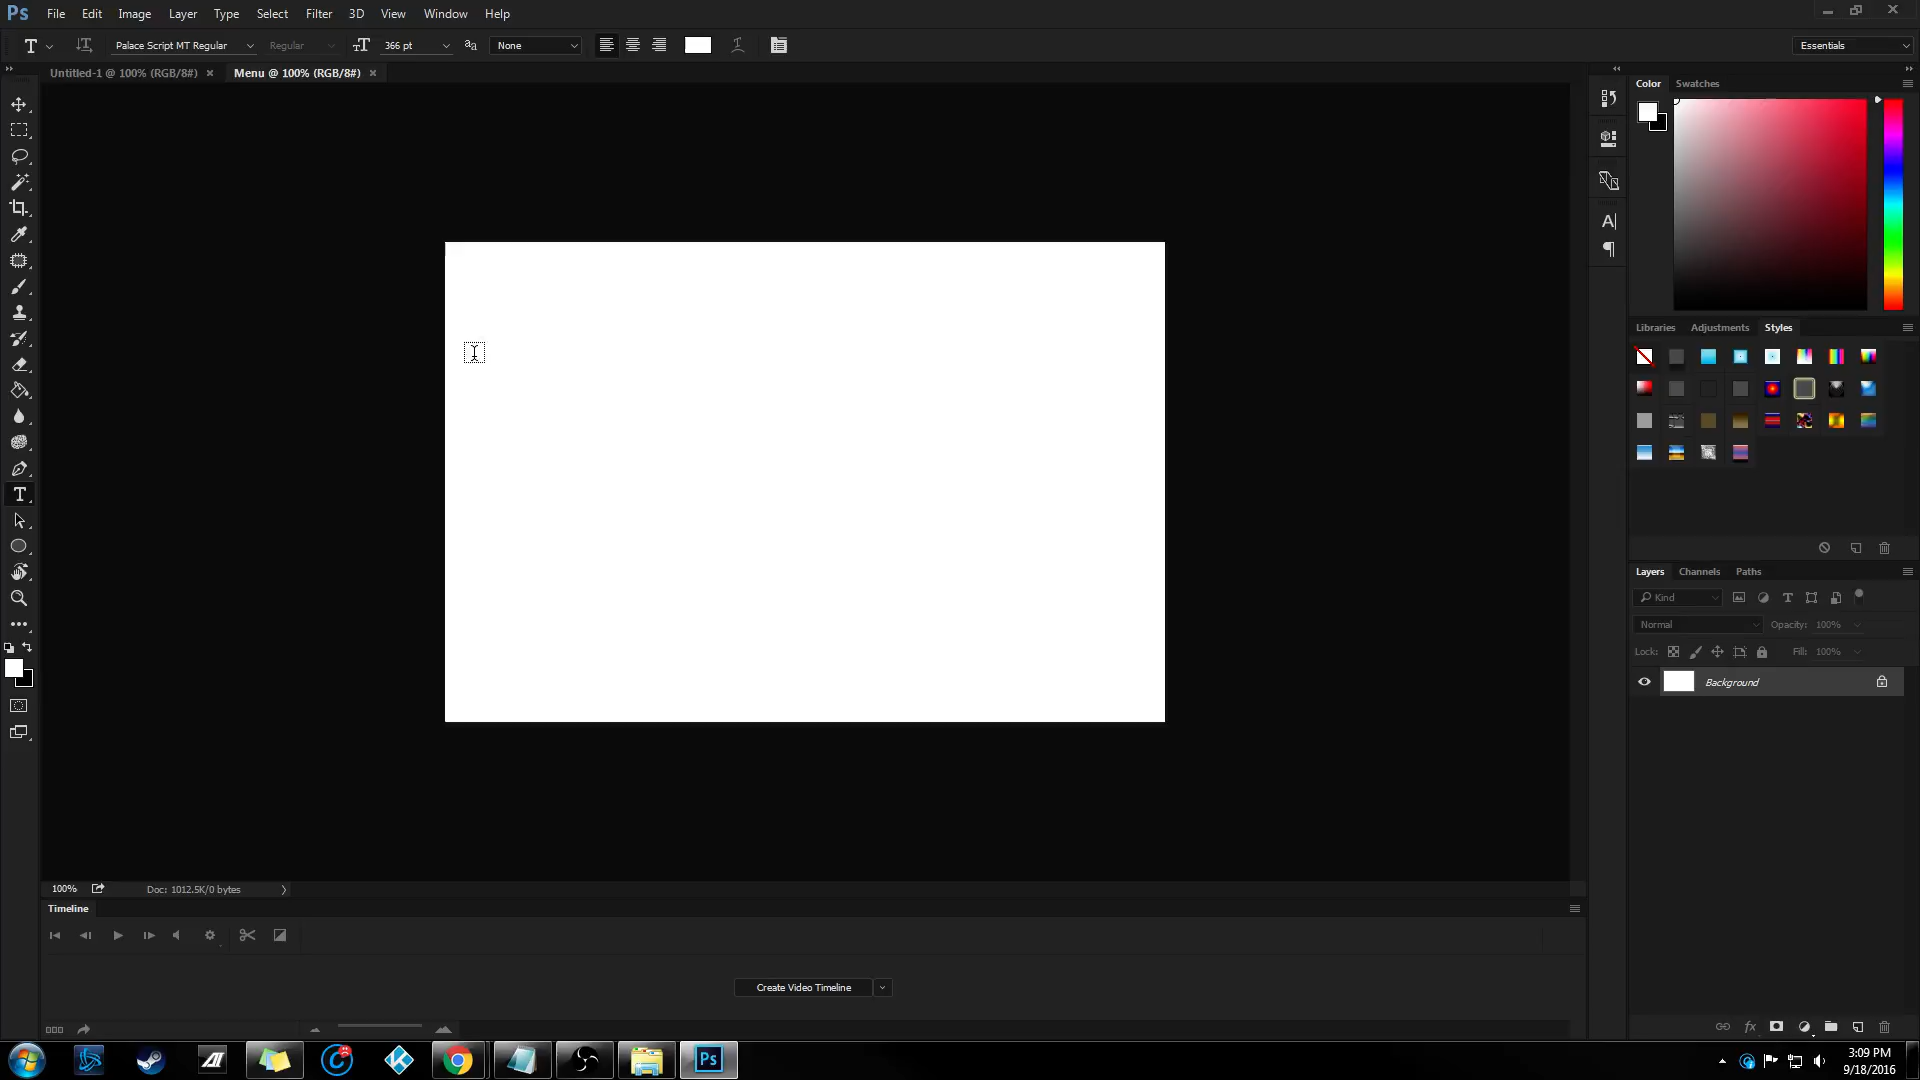 Ps File Edit Image Layer Type Select Filter 3D View Window Help
T Palace Script MT Regular Regular 366 pt aa None Essentials
Untitled-1 @ 100% (RGB/8#) × Menu @ 100% (RGB/8#) ×
Color Swatches
Libraries Adjustments Styles
Layers Channels Paths
Kind
Normal Opacity: 100%
Lock: Fill: 100%
Background
100% Doc: 1012.5K/0 bytes
Timeline
Create Video Timeline
fx
Ps
3:09 PM
9/18/2016